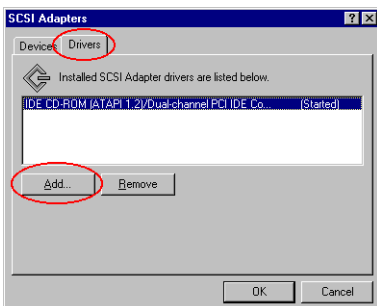 SCSI Adapters
Devices Drivers
Installed SCSI Adapter drivers are listed below.
IDE CD-ROM (ATAPI 1.2)/Dual-channel PCI IDE Co... (Started)
Add... Remove
OK Cancel